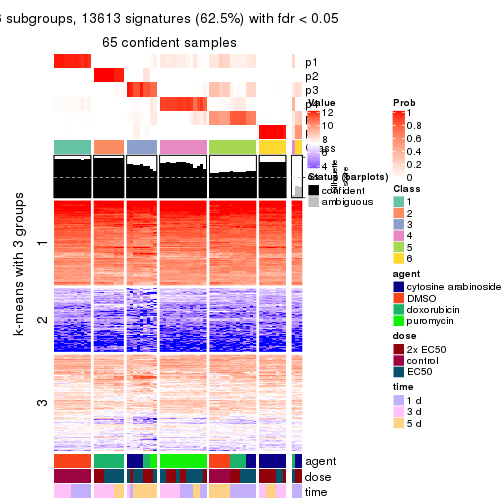 subgroups, 13613 signatures (62.5%) with fdr < 0.05
65 confident samples
p1
p2
p3
Value
12
10
8
4
Prob
1
0.8
0.6
0.4
0.2
0
Status (barplots)
confident
ambiguous
Class
1
2
3
4
5
6
k-means with 3 groups
1
2
3
agent
cytosine arabinoside
DMSO
doxorubicin
puromycin
dose
2x EC50
control
EC50
time
1 d
3 d
5 d
agent
dose
time